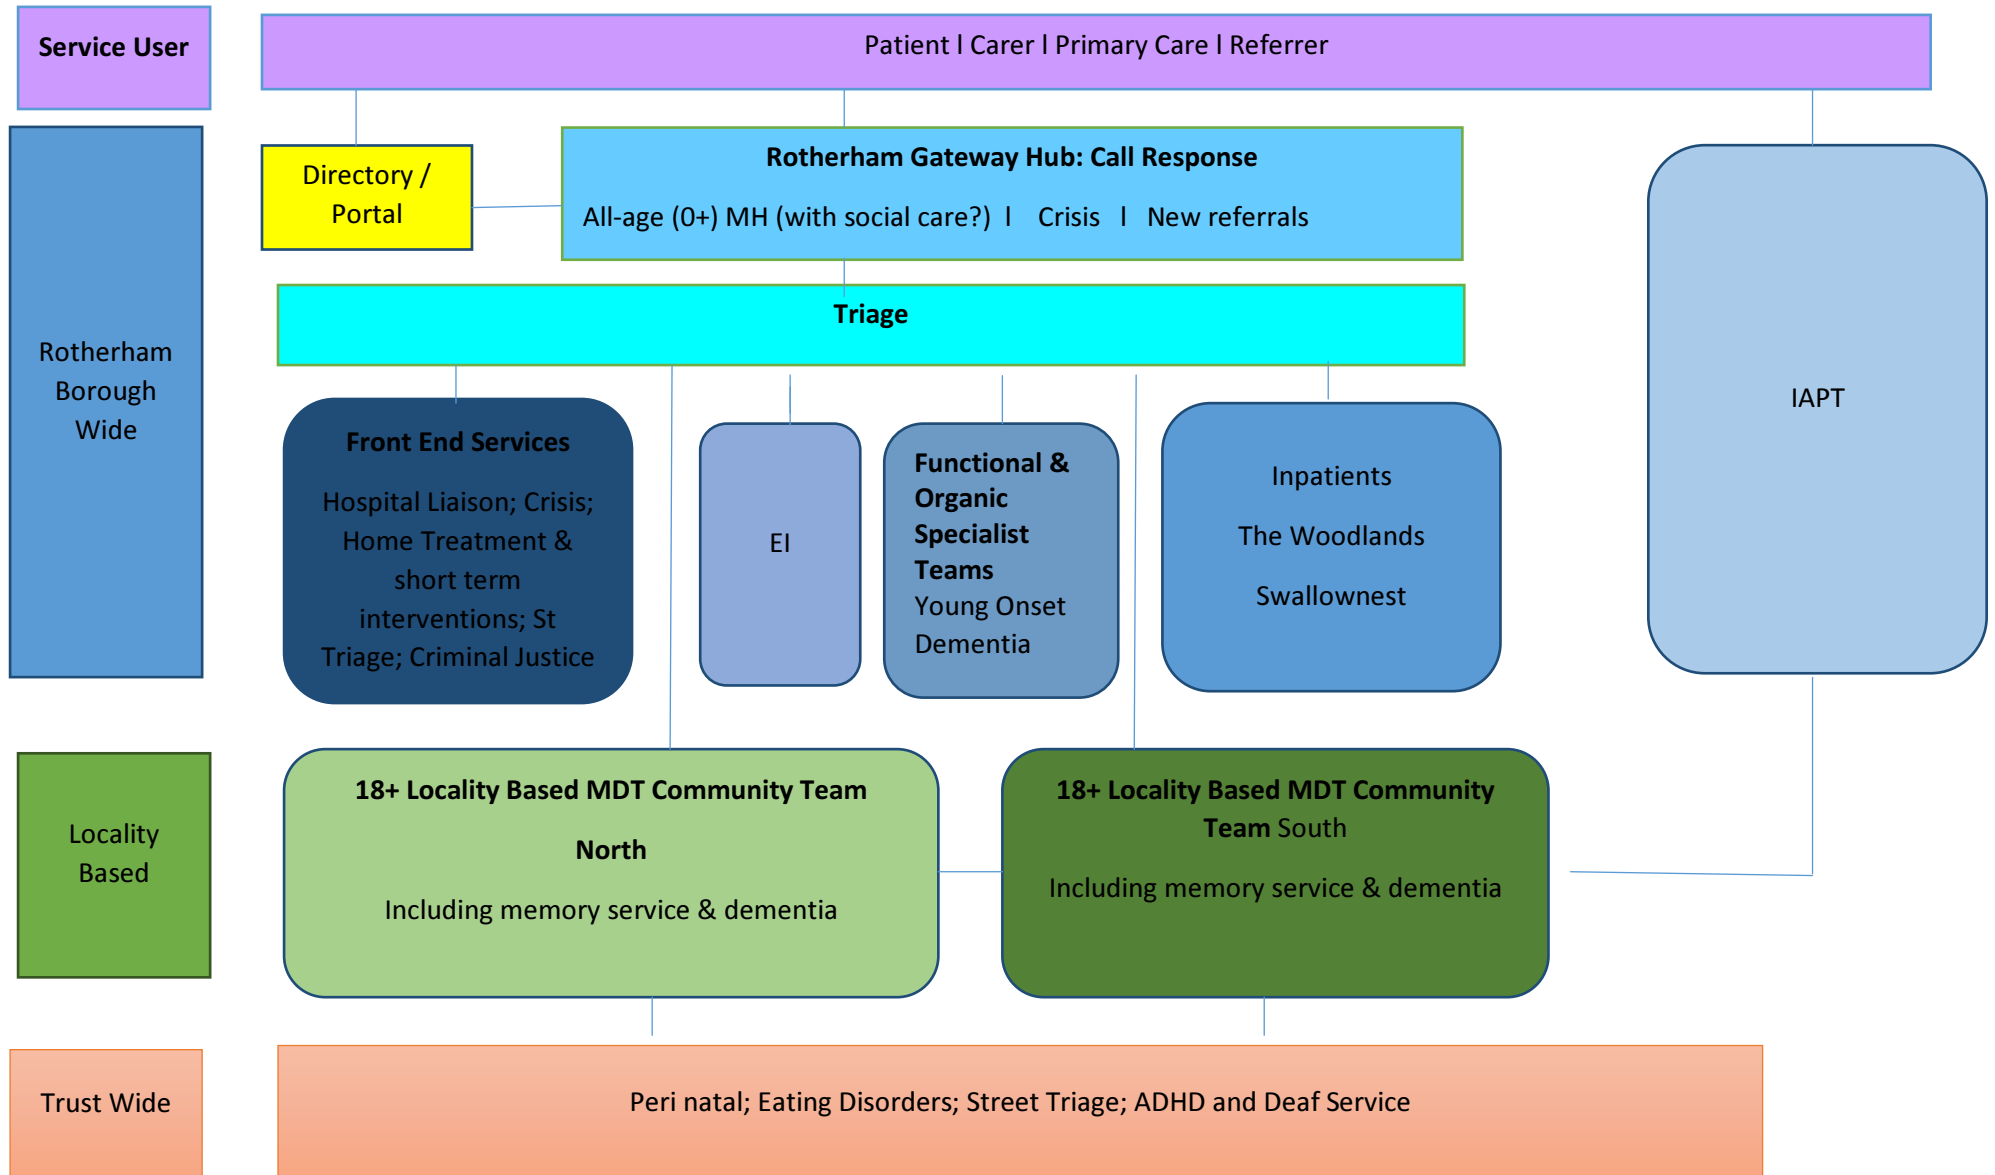 Service User
Patient l Carer l Primary Care l Referrer
Rotherham
Borough
Wide
Directory /
Portal
Rotherham Gateway Hub: Call Response
All-age (0+) MH (with social care?) l Crisis l New referrals
Triage
Front End Services
Hospital Liaison; Crisis;
Home Treatment &
short term
interventions; St
Triage; Criminal Justice
EI
Functional &
Organic
Specialist
Teams
Young Onset
Dementia
Inpatients
The Woodlands
Swallownest
IAPT
Locality
Based
18+ Locality Based MDT Community Team
North
Including memory service & dementia
18+ Locality Based MDT Community
Team South
Including memory service & dementia
Trust Wide
Peri natal; Eating Disorders; Street Triage; ADHD and Deaf Service